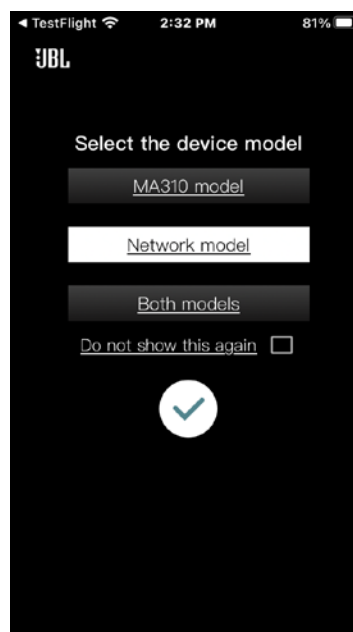 ◀ TestFlight 2:32 PM 81%
JBL
Select the device model
MA310 model
Network model
Both models
Do not show this again